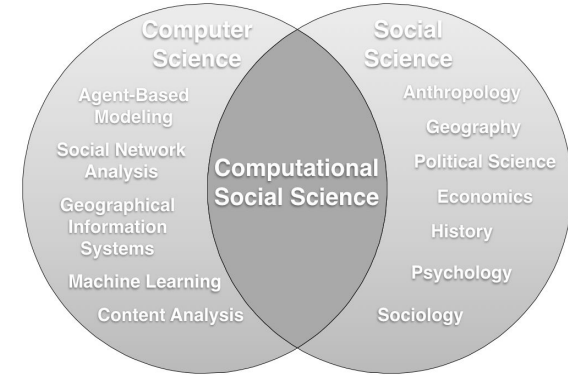 Computer
Science
Agent-Based
Modeling
Social Network
Analysis
Geographical
Information
Systems
Machine Learning
Content Analysis
Computational
Social Science
Social
Science
Anthropology
Geography
Political Science
Economics
History
Psychology
Sociology